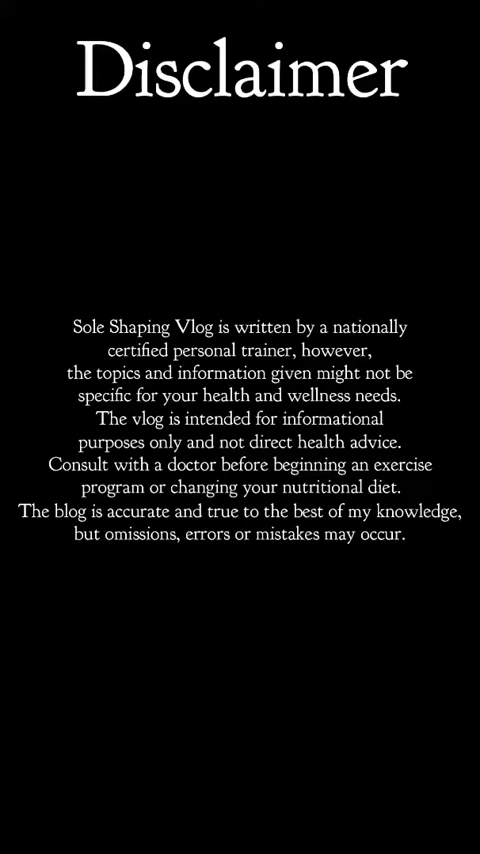 Disclaimer
Sole Shaping Vlog is written by a nationally
certified personal trainer, however,
the topics and information given might not be
specific for your health and wellness needs.
The vlog is intended for informational
purposes only and not direct health advice.
Consult with a doctor before beginning an exercise
program or changing your nutritional diet.
The blog is accurate and true to the best of my knowledge,
but omissions, errors or mistakes may occur.